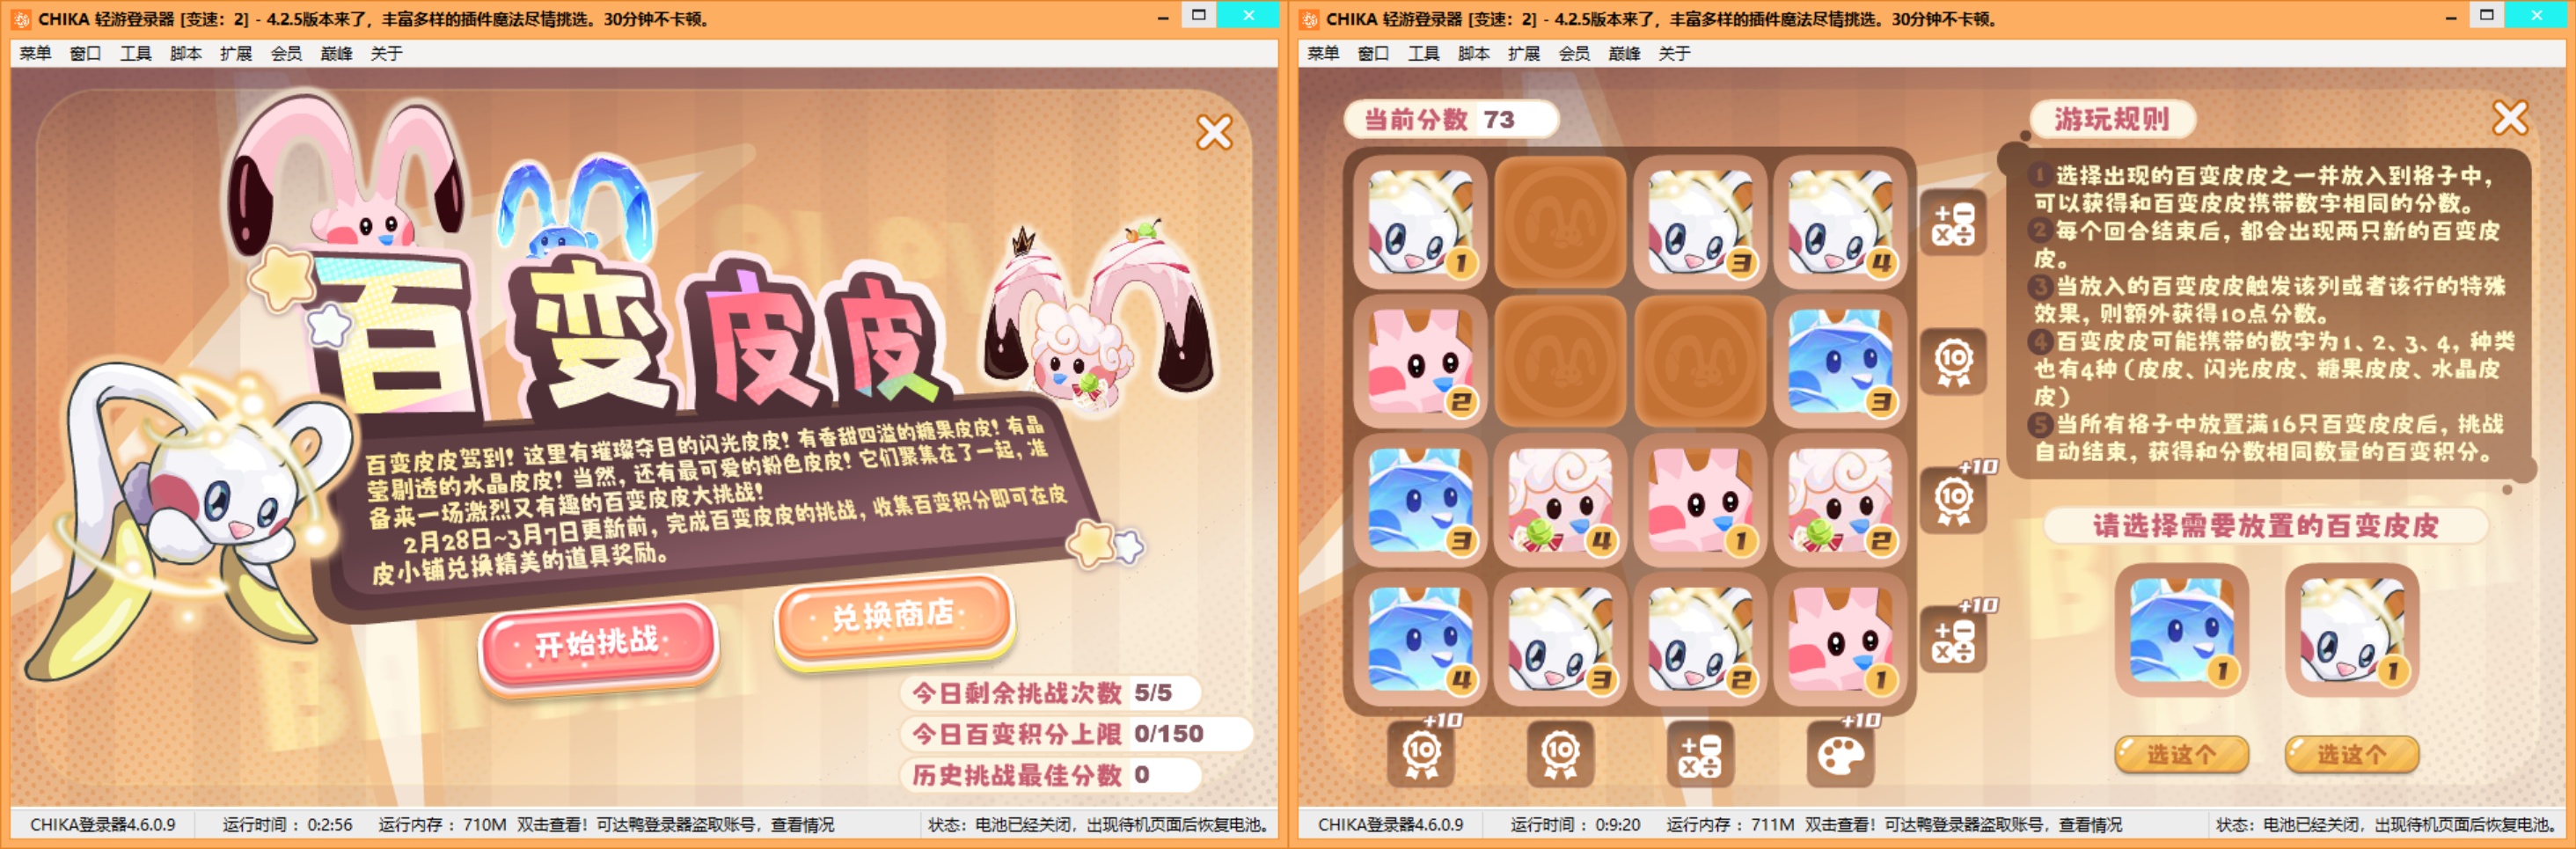 CHIKA 轻游登录器 [变速：2] - 4.2.5版本来了，丰富多样的插件魔法尽情挑选。30分钟不卡顿。
菜单 窗口 工具 脚本 扩展 会员 巅峰 关于
百变皮皮
百变皮皮驾到！这里有璀璨夺目的闪光皮皮！有香甜四溢的糖果皮皮！有晶
莹剔透的水晶皮皮！当然，还有最可爱的粉色皮皮！它们聚集在了一起，准
备来一场激烈又有趣的百变皮皮大挑战！
2月28日~3月7日更新前，完成百变皮皮的挑战，收集百变积分即可在皮
皮小铺兑换精美的道具奖励。
开始挑战
兑换商店
今日剩余挑战次数 5/5
今日百变积分上限 0/150
历史挑战最佳分数 0
CHIKA登录器4.6.0.9 运行时间：0:2:56 运行内存：710M 双击查看！可达鸭登录器盗取账号，查看情况 状态：电池已经关闭，出现待机页面后恢复电池。
CHIKA 轻游登录器 [变速：2] - 4.2.5版本来了，丰富多样的插件魔法尽情挑选。30分钟不卡顿。
菜单 窗口 工具 脚本 扩展 会员 巅峰 关于
当前分数 73
1 3 4
2 3
3 4 1 2
+10
10
10
4 3 2 1
+10
+10 +10
10 10
游玩规则
1 选择出现的百变皮皮之一并放入到格子中，
可以获得和百变皮皮携带数字相同的分数。
2 每个回合结束后，都会出现两只新的百变皮
皮。
3 当放入的百变皮皮触发该列或者该行的特殊
效果，则额外获得10点分数。
4 百变皮皮可能携带的数字为1、2、3、4，种类
也有4种（皮皮、闪光皮皮、糖果皮皮、水晶皮
皮）
5 当所有格子中放置满16只百变皮皮后，挑战
自动结束，获得和分数相同数量的百变积分。
请选择需要放置的百变皮皮
1 1
选这个 选这个
CHIKA登录器4.6.0.9 运行时间：0:9:20 运行内存：711M 双击查看！可达鸭登录器盗取账号，查看情况 状态：电池已经关闭，出现待机页面后恢复电池。